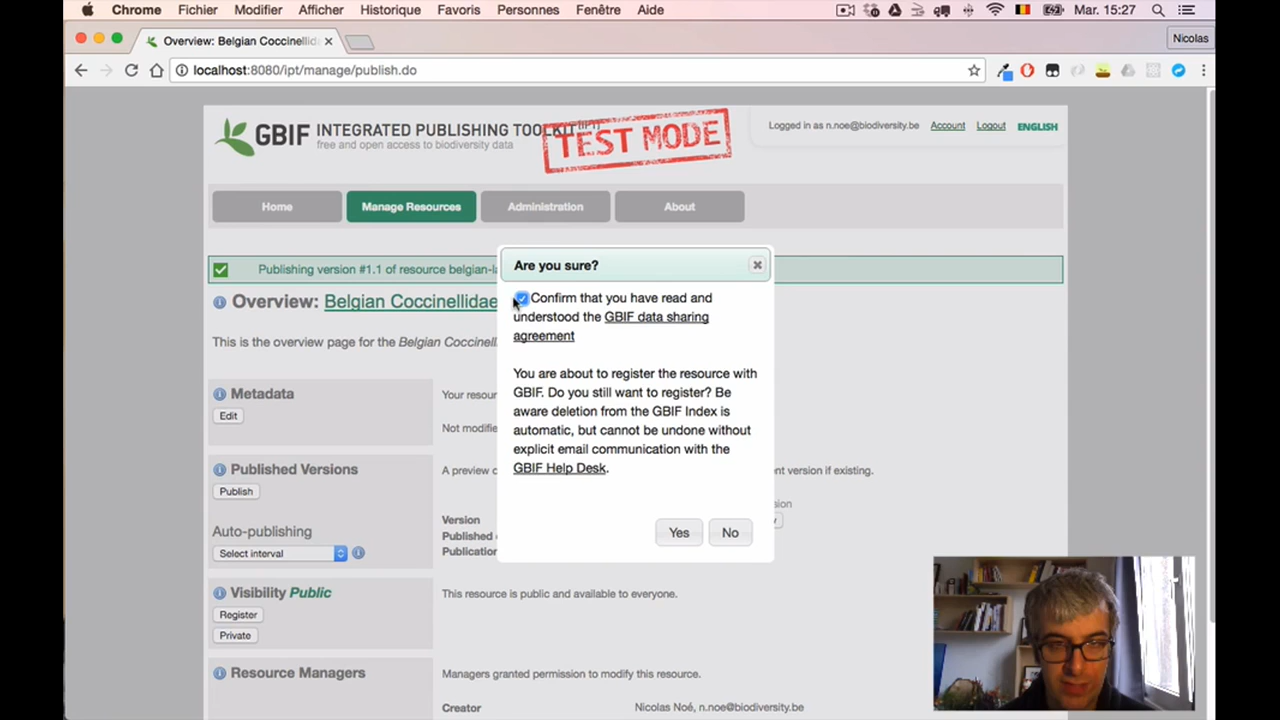 Chrome Fichier Modifier Afficher Historique Favoris Personnes Fenêtre Aide Mar. 15:27
Overview: Belgian Coccinellida
Nicolas
localhost:8080/ipt/manage/publish.do
GBIF INTEGRATED PUBLISHING TOOLKIT
free and open access to biodiversity data
TEST MODE
Logged in as n.noe@biodiversity.be Account Logout ENGLISH
Home Manage Resources Administration About
Publishing version #1.1 of resource belgian-la
Overview: Belgian Coccinellidae
This is the overview page for the Belgian Coccinell
Are you sure?
Confirm that you have read and
understood the GBIF data sharing
agreement
You are about to register the resource with
GBIF. Do you still want to register? Be
aware deletion from the GBIF Index is
automatic, but cannot be undone without
explicit email communication with the
GBIF Help Desk.
Yes No
Metadata
Edit
Your resour
Not modifie
Published Versions
Publish
A preview
ent version if existing.
Auto-publishing
Select interval
Version
Published
Publication
Visibility Public
Register
Private
This resource is public and available to everyone.
Resource Managers
Managers granted permission to modify this resource.
Creator Nicolas Noé, n.noe@biodiversity.be